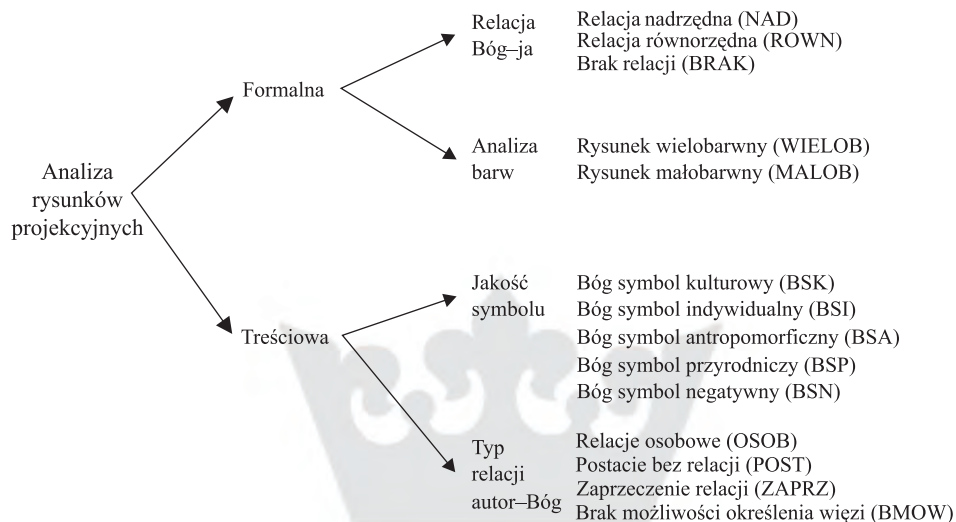 Relacja
Bóg–ja
Relacja nadrzędna (NAD)
Relacja równorzędna (ROWN)
Brak relacji (BRAK)
Formalna
Analiza
barw
Rysunek wielobarwny (WIELOB)
Rysunek małobarwny (MALOB)
Analiza
rysunków
projekcyjnych
Jakość
symbolu
Bóg symbol kulturowy (BSK)
Bóg symbol indywidualny (BSI)
Bóg symbol antropomorficzny (BSA)
Bóg symbol przyrodniczy (BSP)
Bóg symbol negatywny (BSN)
Treściowa
Typ
relacji
autor–Bóg
Relacje osobowe (OSOB)
Postacie bez relacji (POST)
Zaprzeczenie relacji (ZAPRZ)
Brak możliwości określenia więzi (BMOW)